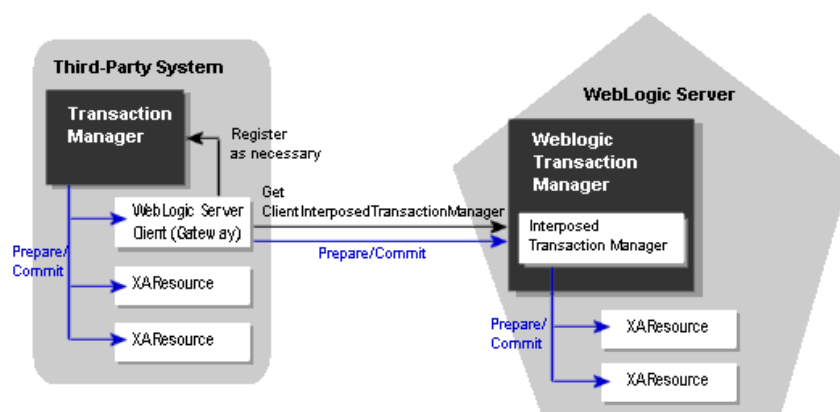 Third-Party System
Transaction
Manager
Register
as necessary
WebLogic Server
Client (Gateway)
Prepare/
Commit
XAResource
XAResource
Get
ClientInterposedTransactionManager
Prepare/Commit
WebLogic Server
Weblogic
Transaction
Manager
Interposed
Transaction Manager
Prepare/
Commit
XAResource
XAResource